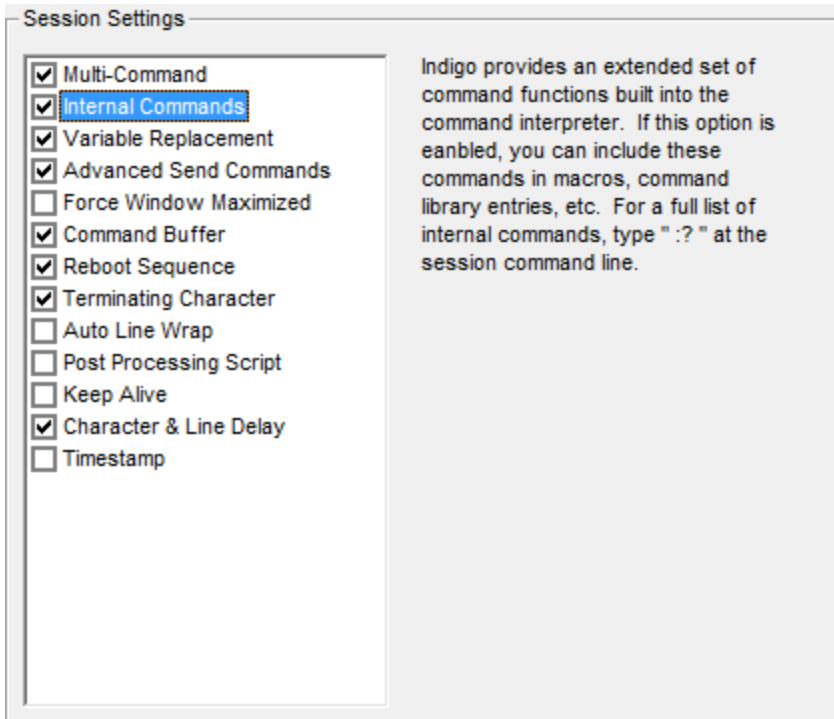 Session Settings
Multi-Command
Internal Commands
Variable Replacement
Advanced Send Commands
Force Window Maximized
Command Buffer
Reboot Sequence
Terminating Character
Auto Line Wrap
Post Processing Script
Keep Alive
Character & Line Delay
Timestamp
Indigo provides an extended set of
command functions built into the
command interpreter.  If this option is
eanbled, you can include these
commands in macros, command
library entries, etc.  For a full list of
internal commands, type " :? " at the
session command line.